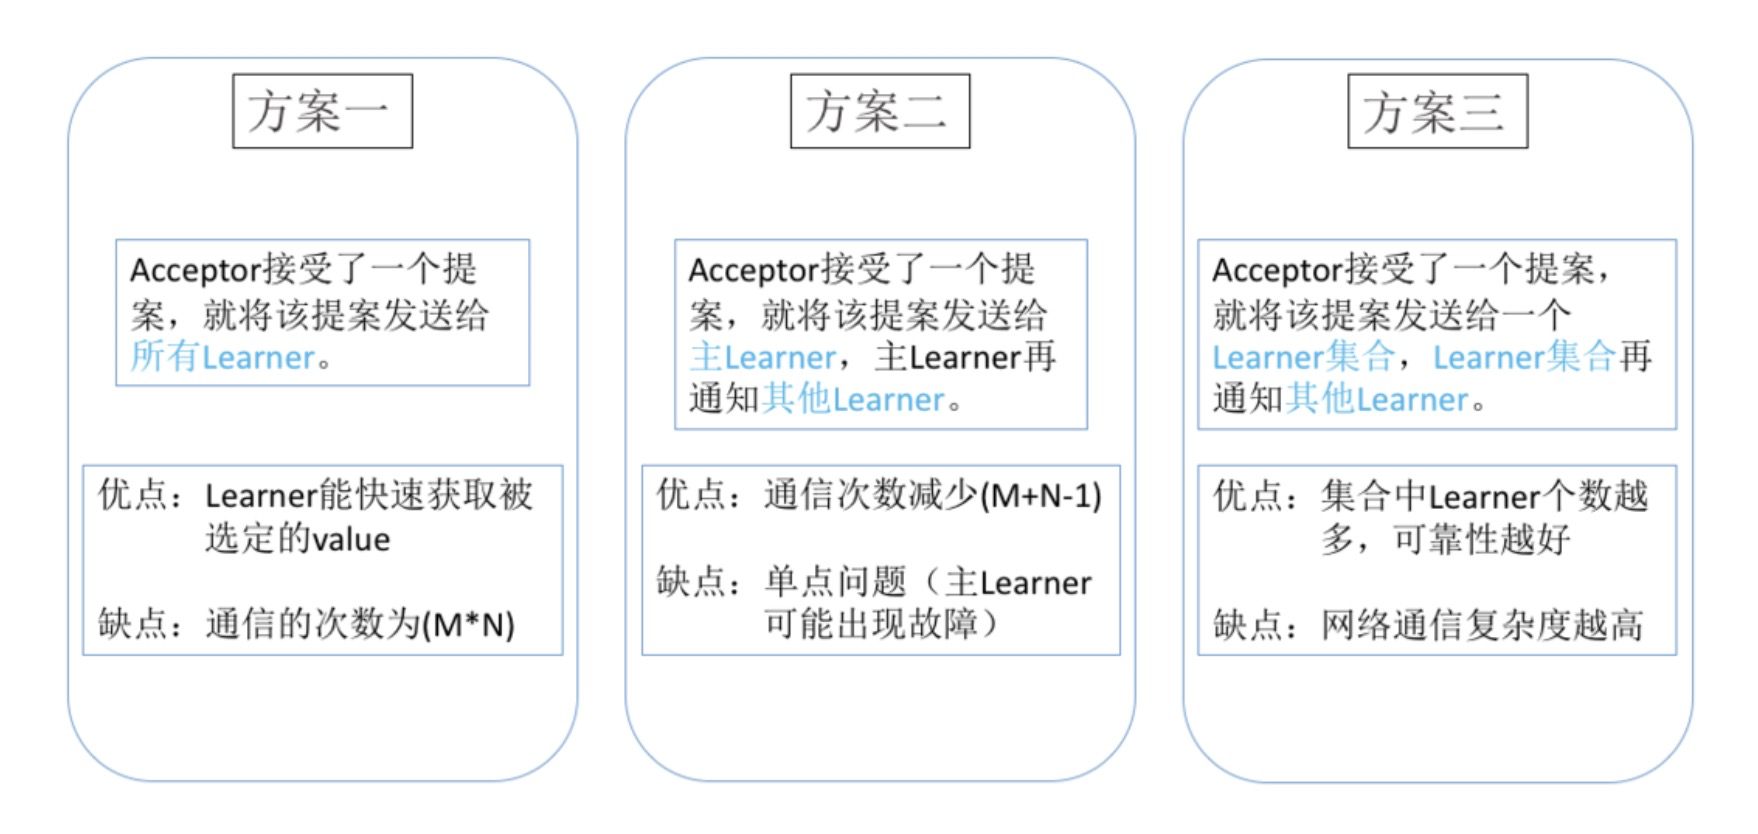 方案一
Acceptor接受了一个提
案，就将该提案发送给
所有Learner。
优点：Learner能快速获取被
选定的value
缺点：通信的次数为(M*N)
方案二
Acceptor接受了一个提
案，就将该提案发送给
主Learner，主Learner再
通知其他Learner。
优点：通信次数减少(M+N-1)
缺点：单点问题（主Learner
可能出现故障）
方案三
Acceptor接受了一个提案，
就将该提案发送给一个
Learner集合，Learner集合再
通知其他Learner。
优点：集合中Learner个数越
多，可靠性越好
缺点：网络通信复杂度越高